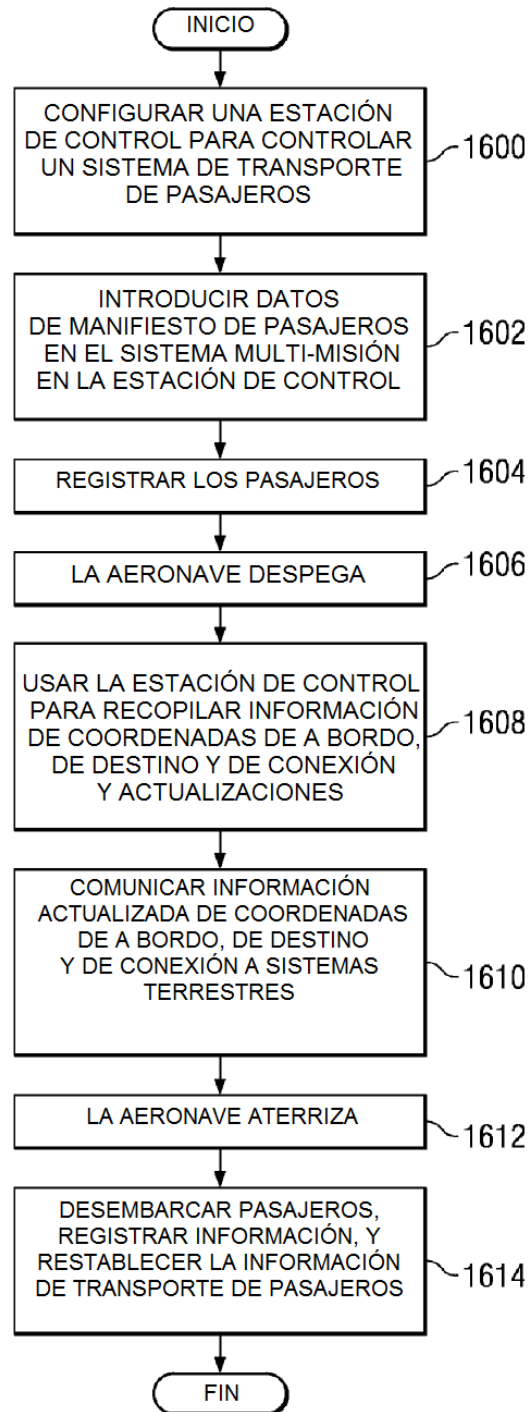 INICIO
CONFIGURAR UNA ESTACIÓN
DE CONTROL PARA CONTROLAR
UN SISTEMA DE TRANSPORTE
DE PASAJEROS
1600
INTRODUCIR DATOS
DE MANIFIESTO DE PASAJEROS
EN EL SISTEMA MULTI-MISIÓN
EN LA ESTACIÓN DE CONTROL
1602
REGISTRAR LOS PASAJEROS
1604
LA AERONAVE DESPEGA
1606
USAR LA ESTACIÓN DE CONTROL
PARA RECOPILAR INFORMACIÓN
DE COORDENADAS DE A BORDO,
DE DESTINO Y DE CONEXIÓN
Y ACTUALIZACIONES
1608
COMUNICAR INFORMACIÓN
ACTUALIZADA DE COORDENADAS
DE A BORDO, DE DESTINO
Y DE CONEXIÓN A SISTEMAS
TERRESTRES
1610
LA AERONAVE ATERRIZA
1612
DESEMBARCAR PASAJEROS,
REGISTRAR INFORMACIÓN, Y
RESTABLECER LA INFORMACIÓN
DE TRANSPORTE DE PASAJEROS
1614
FIN